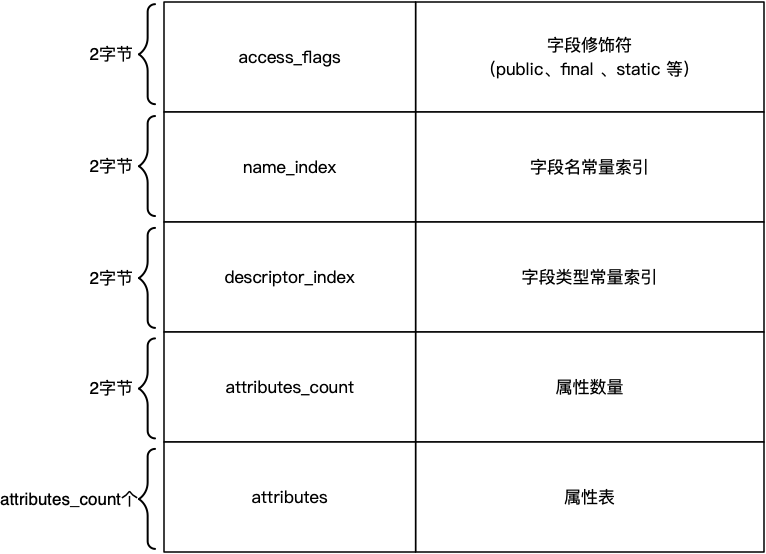 2字节
access_flags
字段修饰符
（public、final 、static 等）
2字节
name_index
字段名常量索引
2字节
descriptor_index
字段类型常量索引
2字节
attributes_count
属性数量
attributes_count个
attributes
属性表